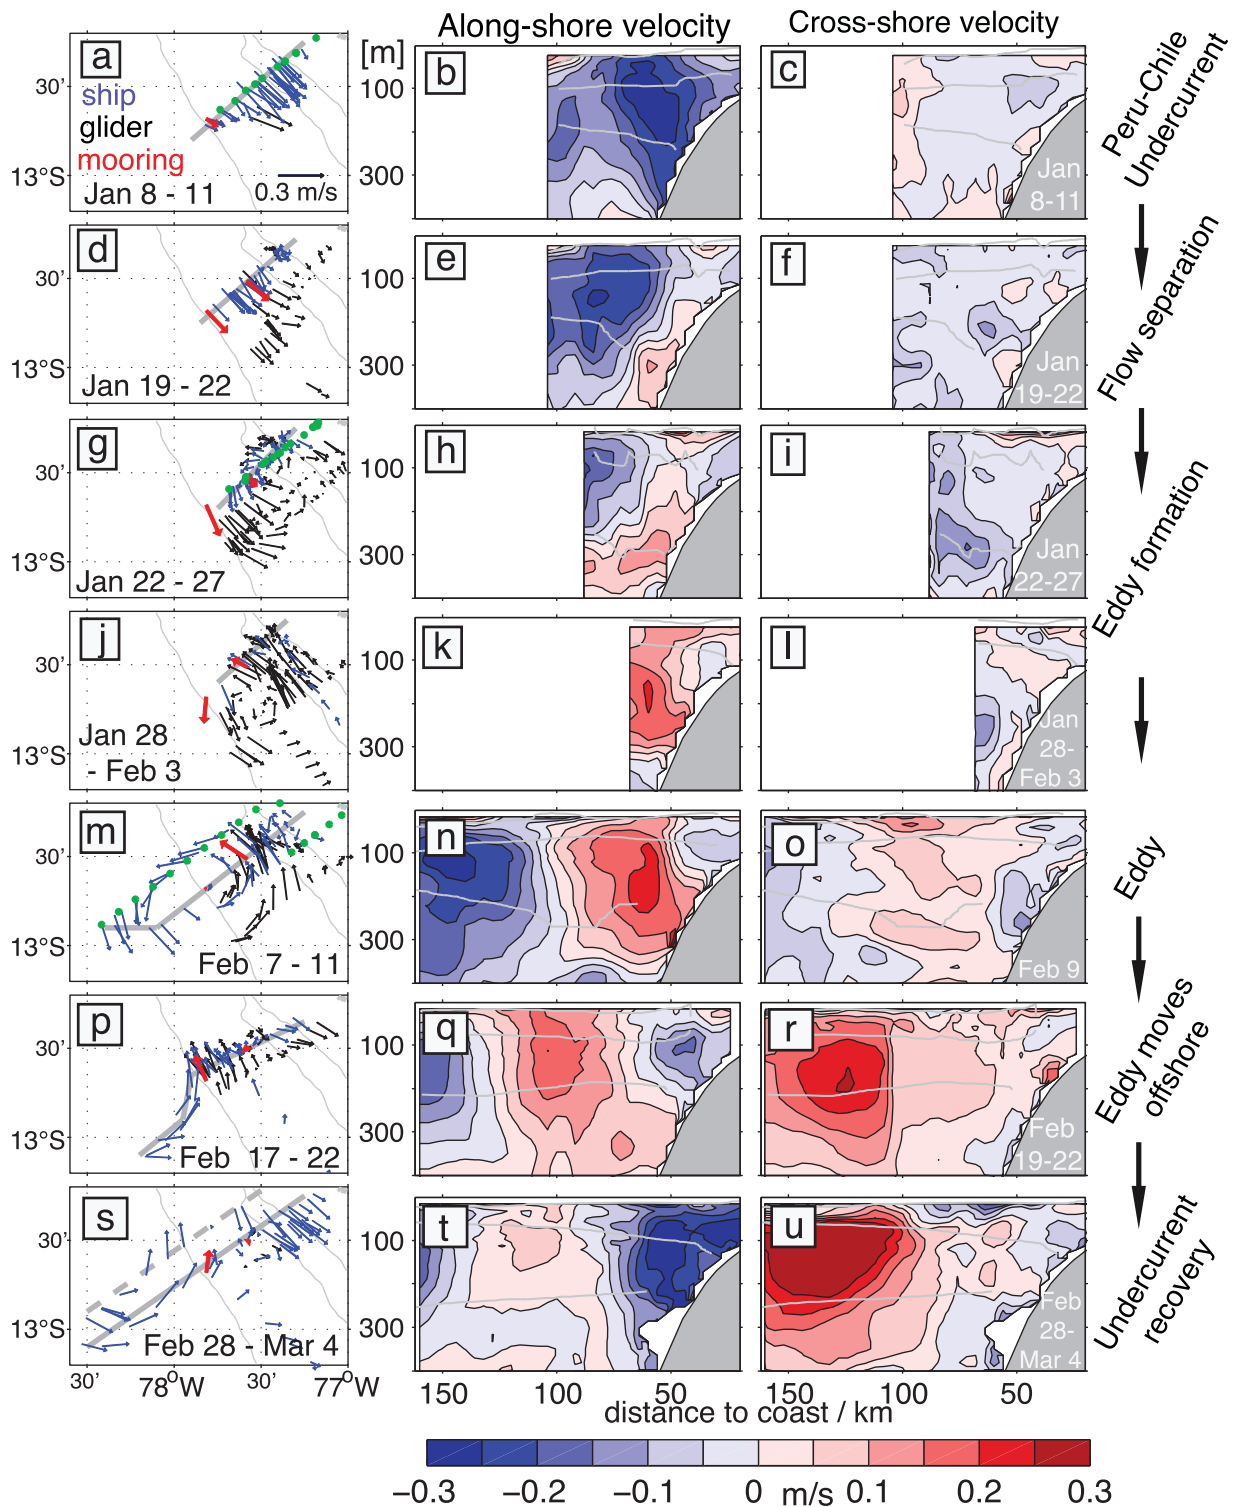 Along-shore velocity
Cross-shore velocity
[m]
a
ship
glider
mooring
Jan 8 - 11
0.3 m/s
30'
13°S
b
100
300
c
Jan
8-11
Peru-Chile
Undercurrent
d
Jan 19 - 22
30'
13°S
e
100
300
f
Jan
19-22
Flow separation
g
Jan 22 - 27
30'
13°S
h
100
300
i
Jan
22-27
Eddy formation
j
Jan 28
- Feb 3
30'
13°S
k
100
300
l
Jan
28-
Feb 3
m
Feb 7 - 11
30'
13°S
n
100
300
o
Feb 9
Eddy
p
Feb 17 - 22
30'
13°S
q
100
300
r
Feb
19-22
Eddy moves
offshore
s
Feb 28 - Mar 4
30'
13°S
30' 78°W 30' 77°W
t
100
300
u
Feb
28-
Mar 4
Undercurrent
recovery
150 100 50 150 100 50
distance to coast / km
−0.3 −0.2 −0.1 0 m/s 0.1 0.2 0.3